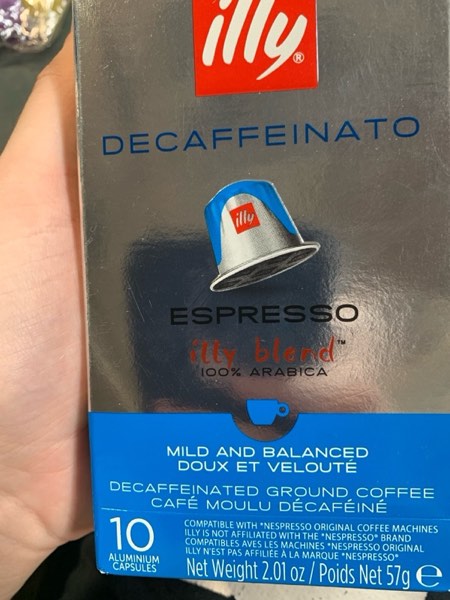 illy®
DECAFFEINATO
illy
ESPRESSO
illy blend™
100% ARABICA
MILD AND BALANCED
DOUX ET VELOUTÉ
DECAFFEINATED GROUND COFFEE
CAFÉ MOULU DÉCAFÉINÉ
10
ALUMINIUM
CAPSULES
COMPATIBLE WITH *NESPRESSO ORIGINAL COFFEE MACHINES
ILLY IS NOT AFFILIATED WITH THE *NESPRESSO® BRAND
COMPATIBLES AVES LES MACHINES *NESPRESSO ORIGINAL
ILLY N'EST PAS AFFILIÉE À LA MARQUE *NESPRESSO®
Net Weight 2.01 oz / Poids Net 57g ℮